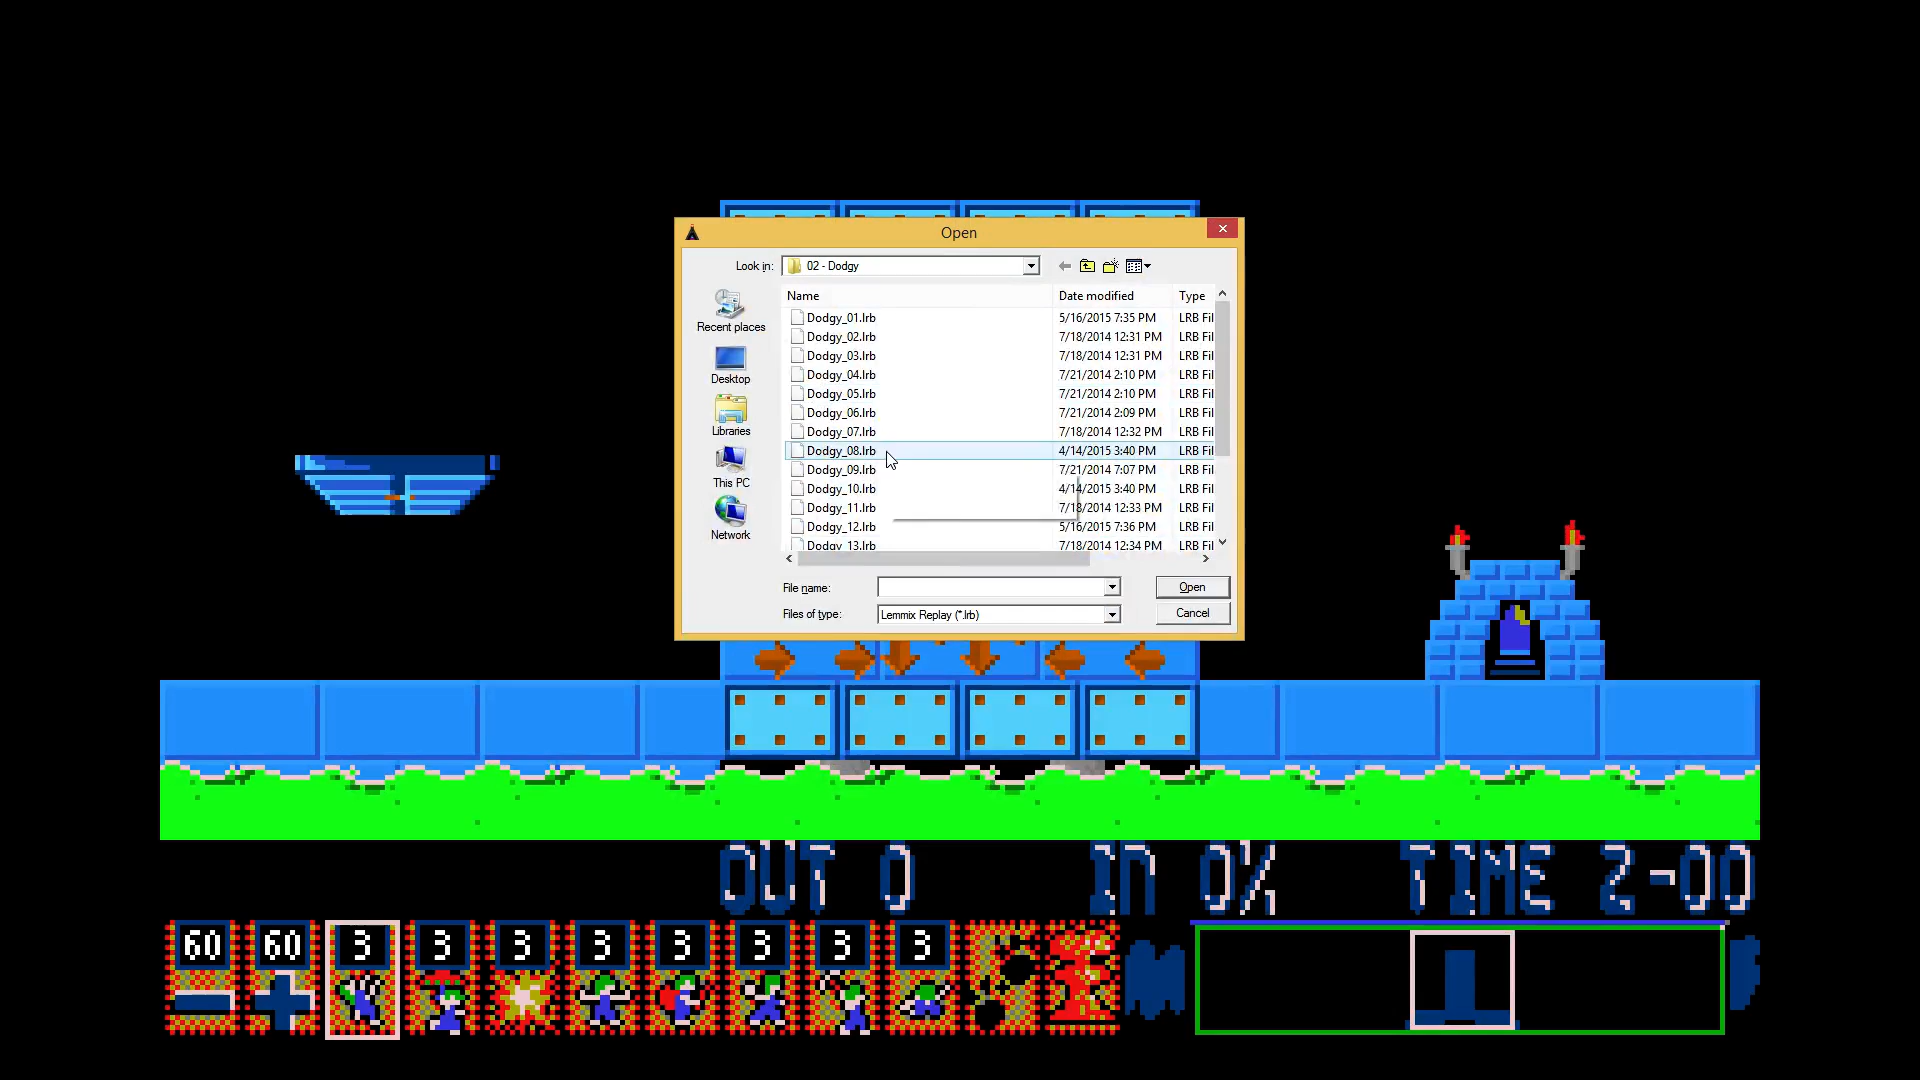 Open
Look in: 02 - Dodgy
Name Date modified Type
Dodgy_01.lrb 5/16/2015 7:35 PM LRB Fil
Dodgy_02.lrb 7/18/2014 12:31 PM LRB Fil
Dodgy_03.lrb 7/18/2014 12:31 PM LRB Fil
Dodgy_04.lrb 7/21/2014 2:10 PM LRB Fil
Dodgy_05.lrb 7/21/2014 2:10 PM LRB Fil
Dodgy_06.lrb 7/21/2014 2:09 PM LRB Fil
Dodgy_07.lrb 7/18/2014 12:32 PM LRB Fil
Dodgy_08.lrb 4/14/2015 3:40 PM LRB Fil
Dodgy_09.lrb 7/21/2014 7:07 PM LRB Fil
Dodgy_10.lrb 4/14/2015 3:40 PM LRB Fil
Dodgy_11.lrb 7/18/2014 12:33 PM LRB Fil
Dodgy_12.lrb 5/16/2015 7:36 PM LRB Fil
Dodgy_13.lrb 7/18/2014 12:34 PM LRB Fil
Recent places
Desktop
Libraries
This PC
Network
File name: Open
Files of type: Lemmix Replay (*.lrb) Cancel
OUT 0 IN 0% TIME 2-00
60 60 3 3 3 3 3 3 3 3